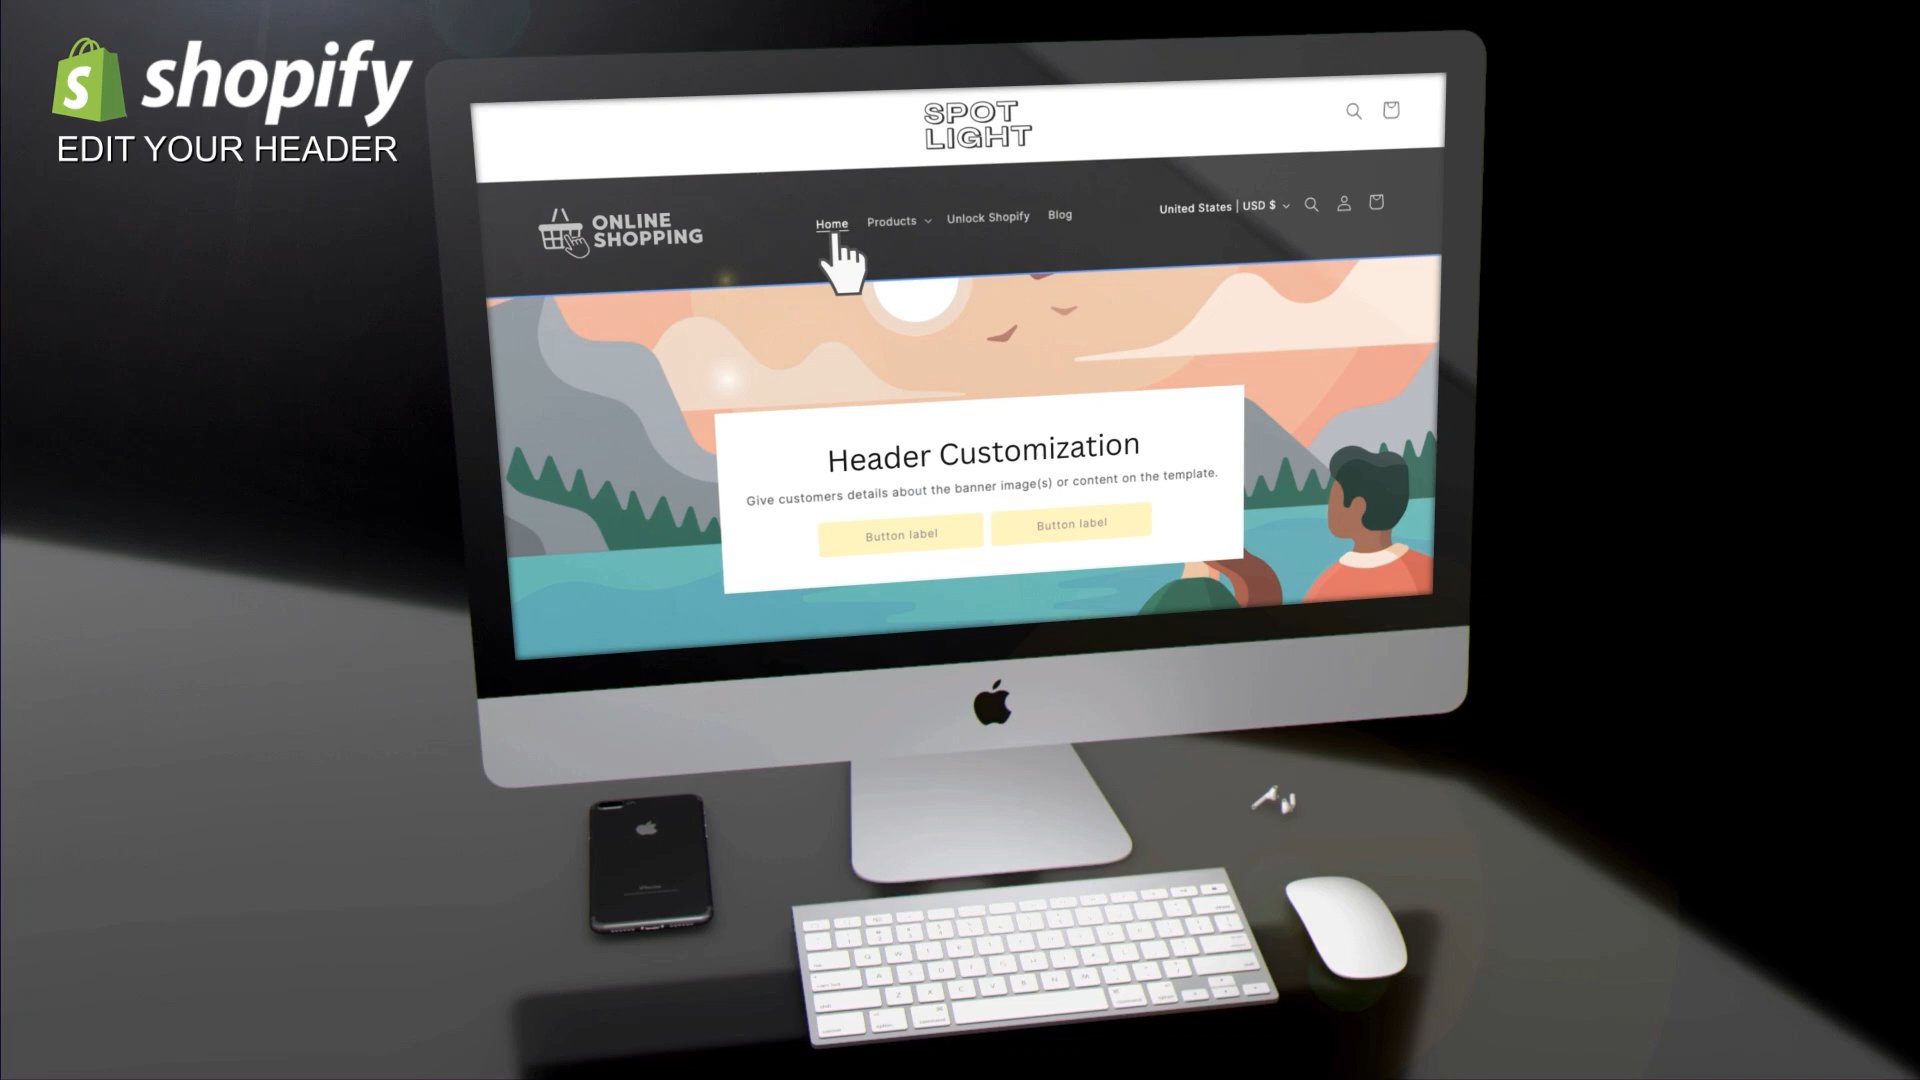 shopify
EDIT YOUR HEADER
SPOT
LIGHT
ONLINE
SHOPPING
Home Products Unlock Shopify Blog
United States | USD $
Header Customization
Give customers details about the banner image(s) or content on the template.
Button label Button label
iPhone